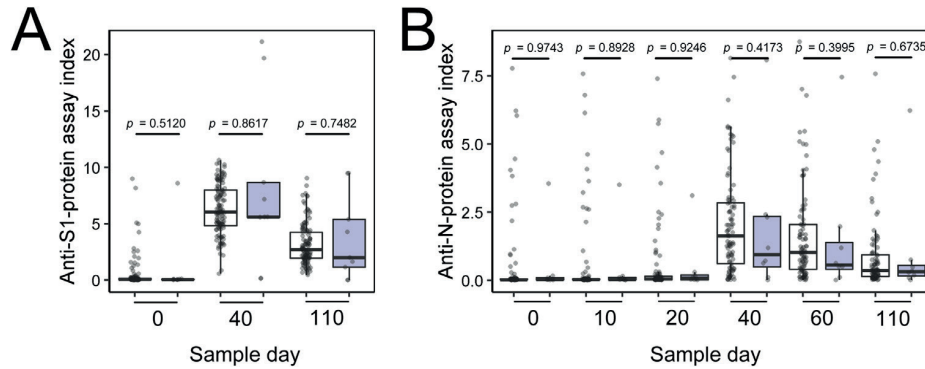 A
Anti-S1-protein assay index
20
15
10
5
0
p = 0.5120
p = 0.8617
p = 0.7482
0
40
110
Sample day
B
Anti-N-protein assay index
7.5
5.0
2.5
0.0
p = 0.9743
p = 0.8928
p = 0.9246
p = 0.4173
p = 0.3995
p = 0.6735
0
10
20
40
60
110
Sample day